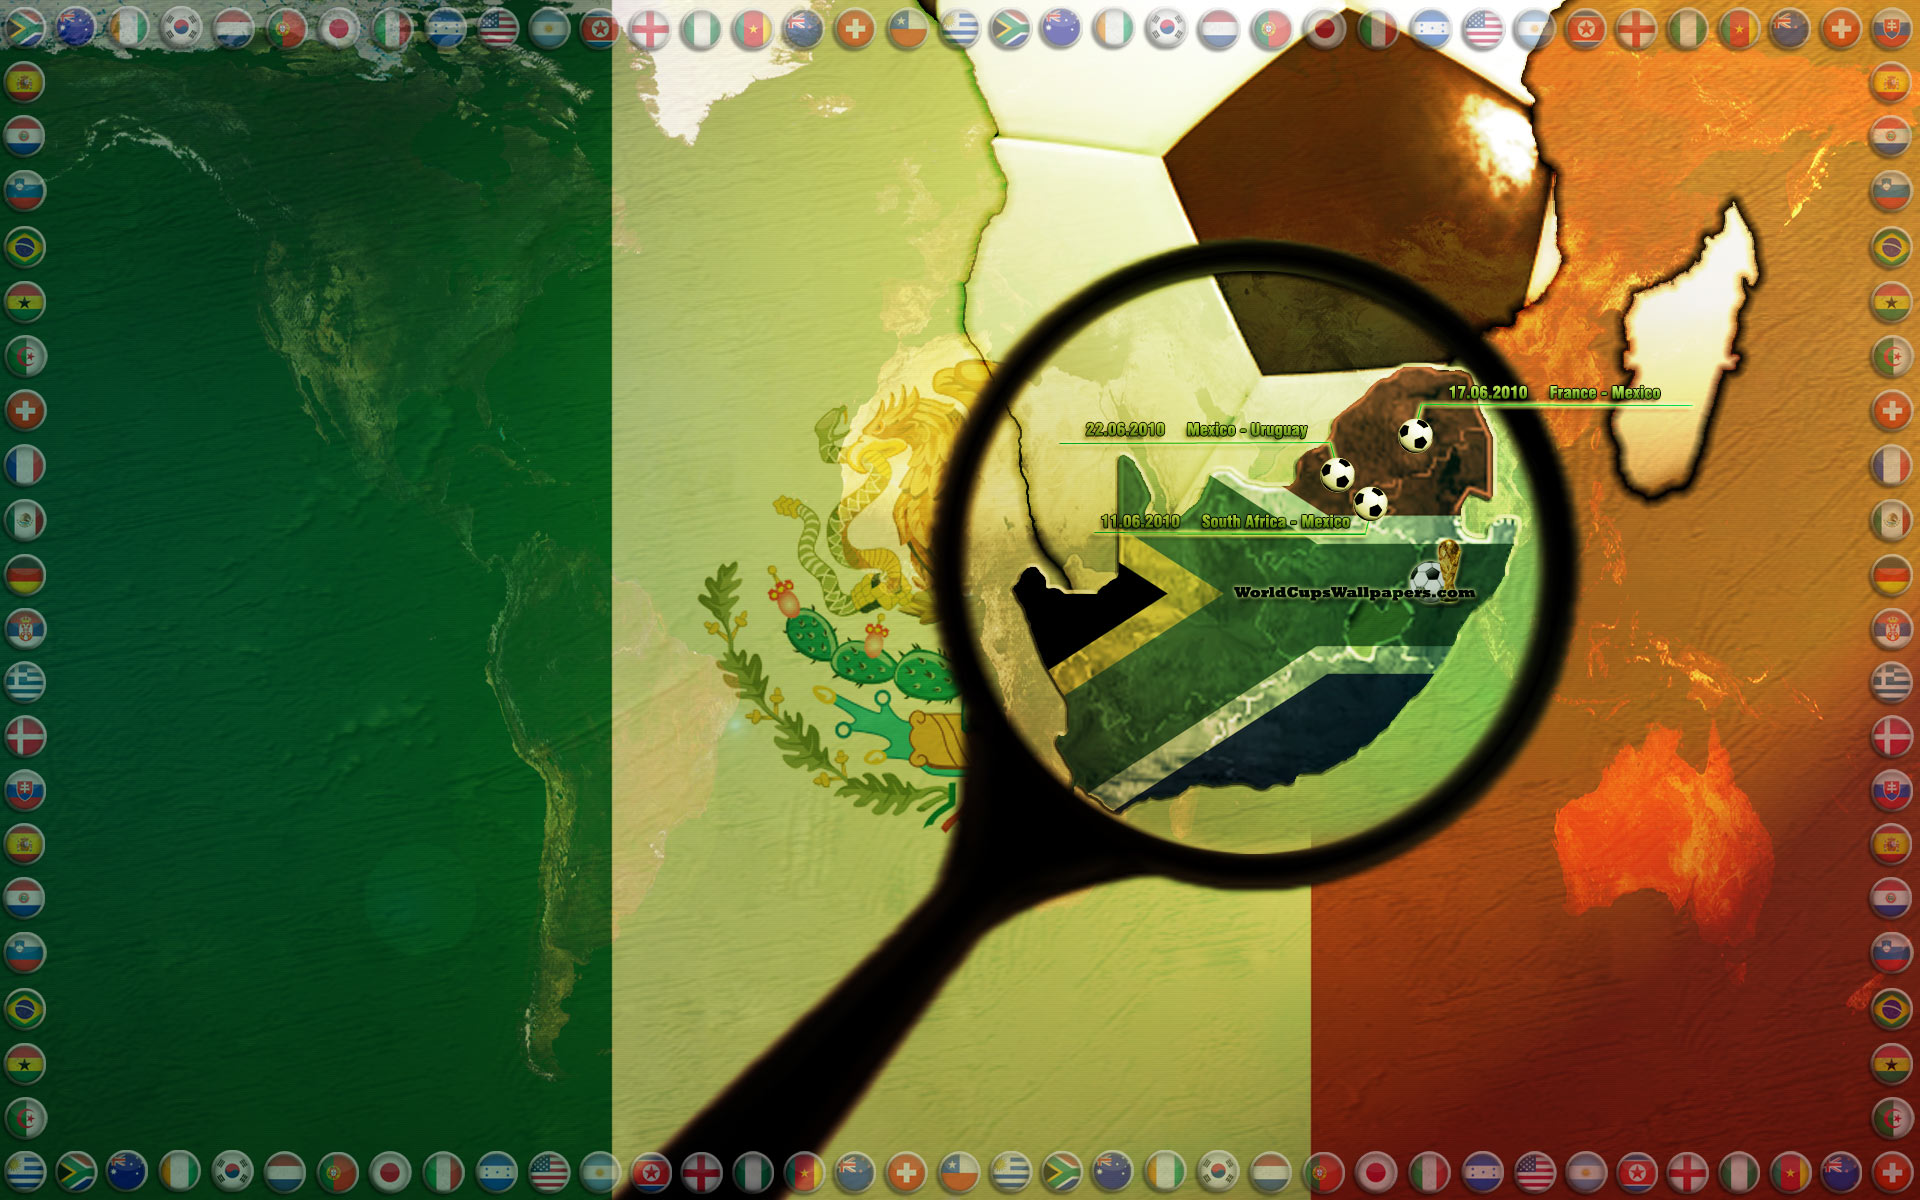 17.06.2010 France - Mexico
22.06.2010 Mexico - Uruguay
11.06.2010 South Africa - Mexico
WorldCupsWallpapers.com